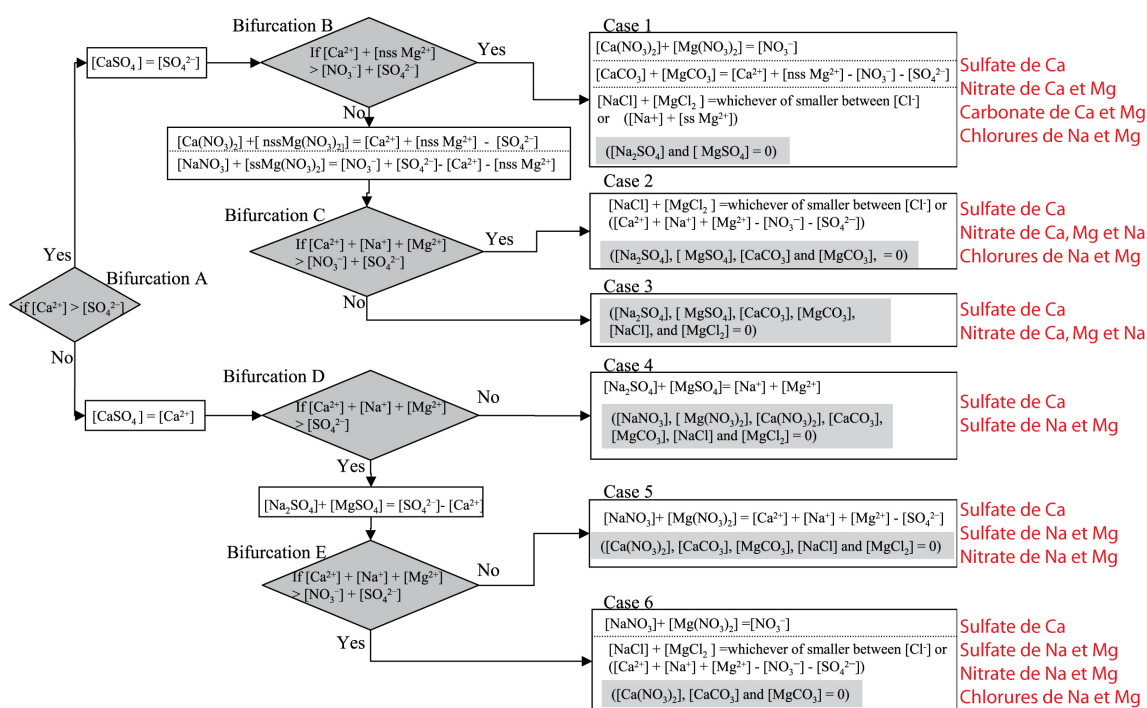 Bifurcation B
If [Ca²⁺] + [nss Mg²⁺]
> [NO₃⁻] + [SO₄²⁻]
Yes
No
[CaSO₄] = [SO₄²⁻]
Case 1
[Ca(NO₃)₂]+ [Mg(NO₃)₂] = [NO₃⁻]
[CaCO₃] + [MgCO₃] = [Ca²⁺] + [nss Mg²⁺] - [NO₃⁻] - [SO₄²⁻]
[NaCl] + [MgCl₂ ] =whichever of smaller between [Cl-]
or ([Na+] + [ss Mg²⁺])
([Na₂SO₄] and [ MgSO₄] = 0)
Sulfate de Ca
Nitrate de Ca et Mg
Carbonate de Ca et Mg
Chlorures de Na et Mg
[Ca(NO₃)₂] +[ nssMg(NO₃)₂)] = [Ca²⁺] + [nss Mg²⁺] - [SO₄²⁻]
[NaNO₃] + [ssMg(NO₃)₂] = [NO₃⁻] + [SO₄²⁻]- [Ca²⁺] - [nss Mg²⁺]
Bifurcation C
If [Ca²⁺] + [Na⁺] + [Mg²⁺]
> [NO₃⁻] + [SO₄²⁻]
Yes
No
Case 2
[NaCl] + [MgCl₂ ] =whichever of smaller between [Cl-] or
([Ca²⁺] + [Na⁺] + [Mg²⁺] - [NO₃⁻] - [SO₄²⁻])
([Na₂SO₄], [ MgSO₄], [CaCO₃] and [MgCO₃], = 0)
Sulfate de Ca
Nitrate de Ca, Mg et Na
Chlorures de Na et Mg
Yes
Bifurcation A
if [Ca²⁺] > [SO₄²⁻]
No
Case 3
([Na₂SO₄], [ MgSO₄], [CaCO₃], [MgCO₃],
[NaCl], and [MgCl₂] = 0)
Sulfate de Ca
Nitrate de Ca, Mg et Na
[CaSO₄] = [Ca²⁺]
Bifurcation D
If [Ca²⁺] + [Na⁺] + [Mg²⁺]
> [SO₄²⁻]
No
Yes
Case 4
[Na₂SO₄]+ [MgSO₄]= [Na⁺] + [Mg²⁺]
([NaNO₃], [ Mg(NO₃)₂], [Ca(NO₃)₂], [CaCO₃],
[MgCO₃], [NaCl] and [MgCl₂] = 0)
Sulfate de Ca
Sulfate de Na et Mg
[Na₂SO₄]+ [MgSO₄] = [SO₄²⁻]- [Ca²⁺]
Bifurcation E
If [Ca²⁺] + [Na⁺] + [Mg²⁺]
> [NO₃⁻] + [SO₄²⁻]
No
Yes
Case 5
[NaNO₃]+ [Mg(NO₃)₂] = [Ca²⁺] + [Na⁺] + [Mg²⁺] - [SO₄²⁻]
([Ca(NO₃)₂], [CaCO₃], [MgCO₃], [NaCl] and [MgCl₂] = 0)
Sulfate de Ca
Sulfate de Na et Mg
Nitrate de Na et Mg
Case 6
[NaNO₃]+ [Mg(NO₃)₂] =[NO₃⁻]
[NaCl] + [MgCl₂ ] =whichever of smaller between [Cl-] or
([Ca²⁺] + [Na⁺] + [Mg²⁺] - [NO₃⁻] - [SO₄²⁻])
([Ca(NO₃)₂], [CaCO₃] and [MgCO₃] = 0)
Sulfate de Ca
Sulfate de Na et Mg
Nitrate de Na et Mg
Chlorures de Na et Mg